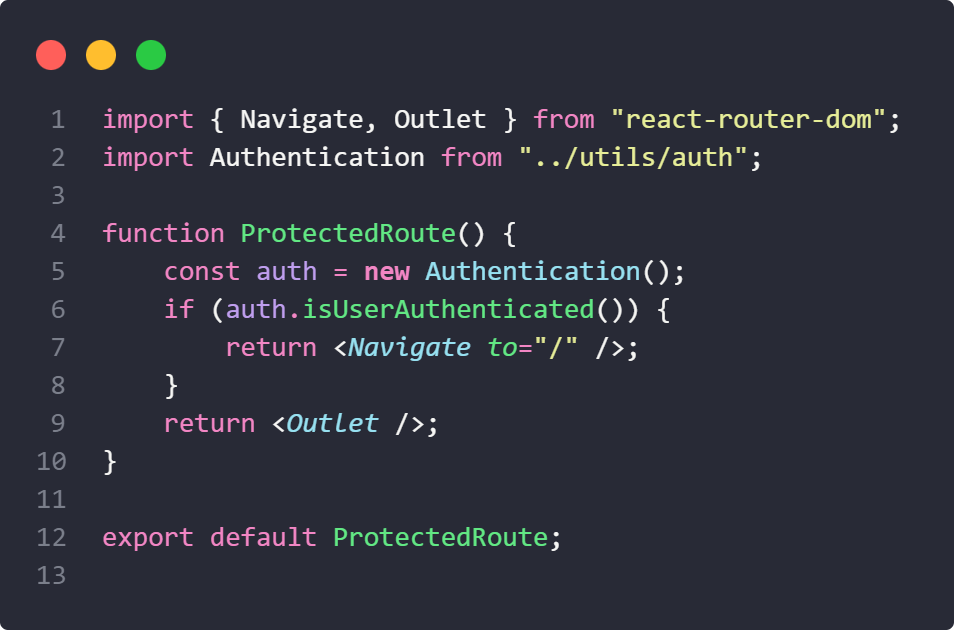 1 import { Navigate, Outlet } from "react-router-dom";
2 import Authentication from "../utils/auth";
3
4 function ProtectedRoute() {
5     const auth = new Authentication();
6     if (auth.isUserAuthenticated()) {
7         return <Navigate to="/" />;
8     }
9     return <Outlet />;
10 }
11
12 export default ProtectedRoute;
13